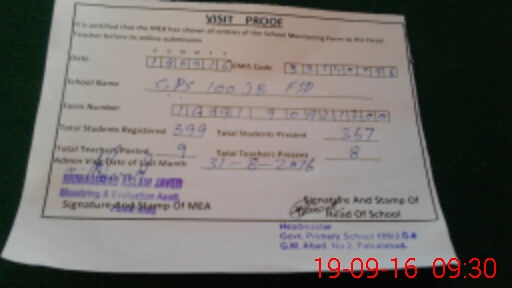 VISIT PROOF
It is certified that the MEA has shown all entries of the School Monitoring Form to the Head
Teacher before its online submission
Date EMIS Code
School Name GPS 100 JB FSD
Form Number
Total Students Registered 399 Total Students Present 367
Total Teachers Posted 9 Total Teachers Present 8
Admin Visit Date of Last Month 31-8-2016
JAVED
Monitoring & Evaluation Asstt.
Signature And Stamp Of MEA
Signature And Stamp Of
Head Of School
Headmaster
Govt. Primary School
G.M. Abad. No 2, Faisalabad.
19-09-16 09:30